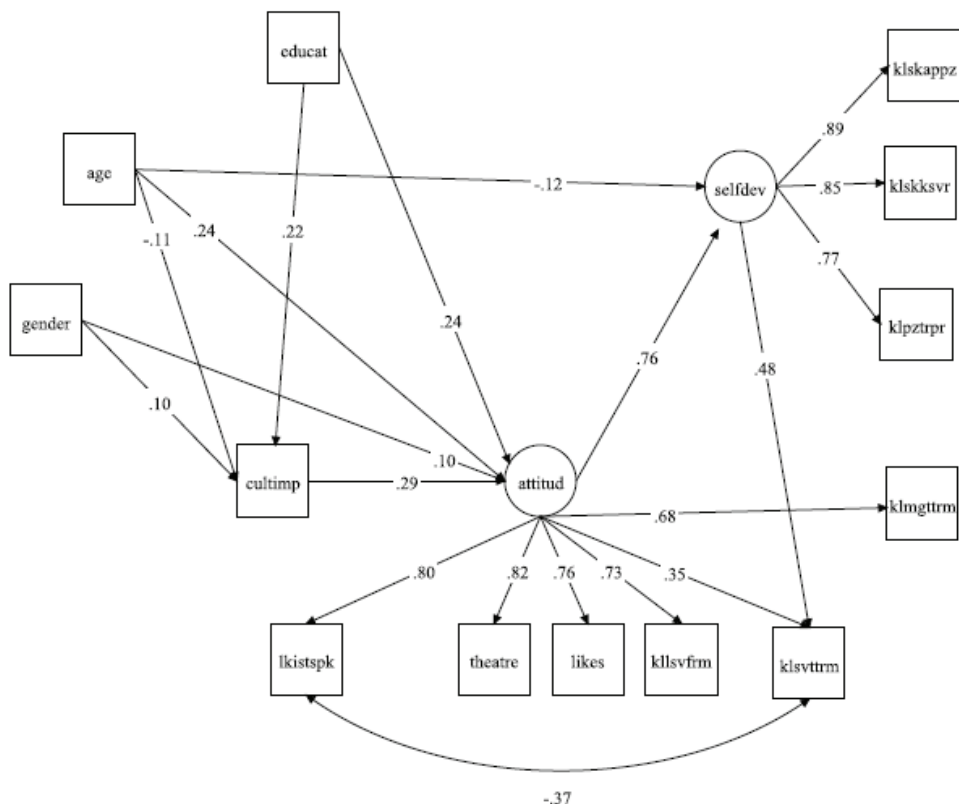 educat
klskappz
.89
age
selfdev
-.12
.85
klskksvr
-.11
.24
.22
.77
gender
.24
klpztrpr
.76
.48
.10
.10
cultimp
.29
attitud
.68
klmgttrm
.80
.82
.76
.73
.35
lkistspk
theatre
likes
kllsvfrm
klsvttrm
-.37